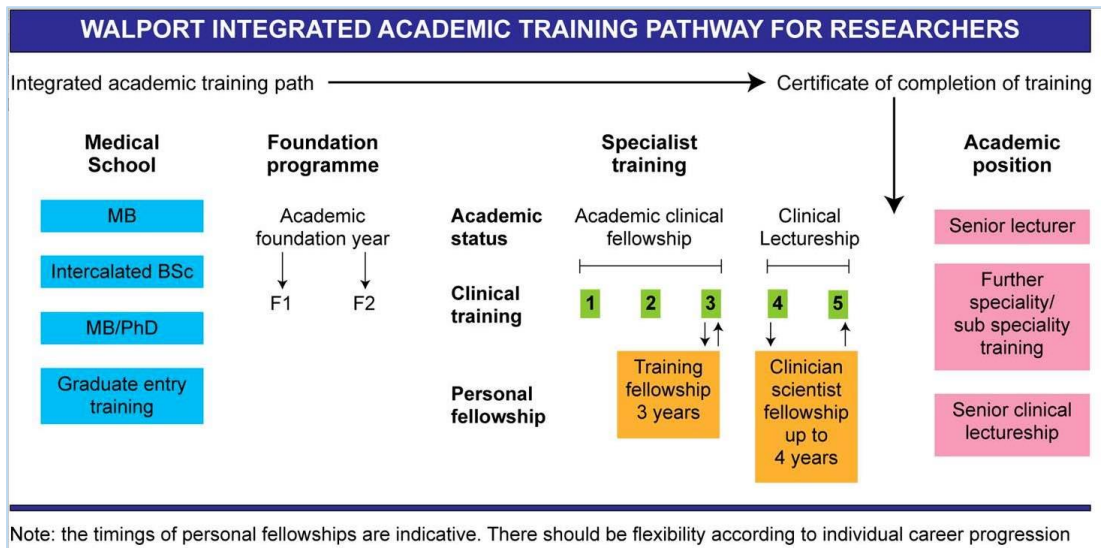 WALPORT INTEGRATED ACADEMIC TRAINING PATHWAY FOR RESEARCHERS
Integrated academic training path
Certificate of completion of training
Medical
School
MB
Intercalated BSc
MB/PhD
Graduate entry
training
Foundation
programme
Academic
foundation year
F1
F2
Specialist
training
Academic
status
Academic clinical
fellowship
Clinical
Lectureship
Clinical
training
1
2
3
4
5
Personal
fellowship
Training
fellowship
3 years
Clinician
scientist
fellowship
up to
4 years
Academic
position
Senior lecturer
Further
speciality/
sub speciality
training
Senior clinical
lectureship
Note: the timings of personal fellowships are indicative. There should be flexibility according to individual career progression